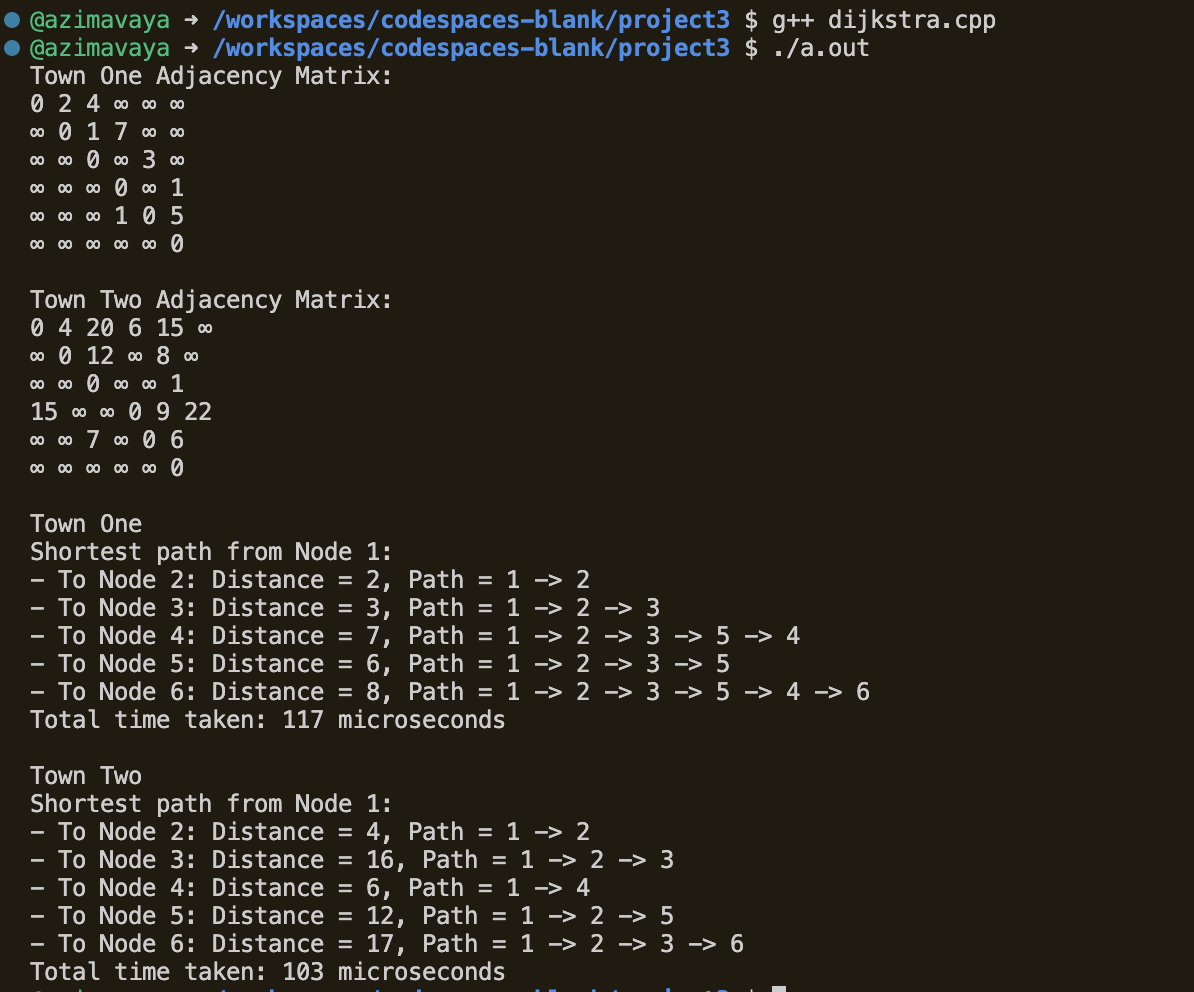 @azimavaya ➜ /workspaces/codespaces-blank/project3 $ g++ dijkstra.cpp
@azimavaya ➜ /workspaces/codespaces-blank/project3 $ ./a.out
Town One Adjacency Matrix:
0 2 4 ∞ ∞ ∞
∞ 0 1 7 ∞ ∞
∞ ∞ 0 ∞ 3 ∞
∞ ∞ ∞ 0 ∞ 1
∞ ∞ ∞ 1 0 5
∞ ∞ ∞ ∞ ∞ 0
Town Two Adjacency Matrix:
0 4 20 6 15 ∞
∞ 0 12 ∞ 8 ∞
∞ ∞ 0 ∞ ∞ 1
15 ∞ ∞ 0 9 22
∞ ∞ 7 ∞ 0 6
∞ ∞ ∞ ∞ ∞ 0
Town One
Shortest path from Node 1:
- To Node 2: Distance = 2, Path = 1 -> 2
- To Node 3: Distance = 3, Path = 1 -> 2 -> 3
- To Node 4: Distance = 7, Path = 1 -> 2 -> 3 -> 5 -> 4
- To Node 5: Distance = 6, Path = 1 -> 2 -> 3 -> 5
- To Node 6: Distance = 8, Path = 1 -> 2 -> 3 -> 5 -> 4 -> 6
Total time taken: 117 microseconds
Town Two
Shortest path from Node 1:
- To Node 2: Distance = 4, Path = 1 -> 2
- To Node 3: Distance = 16, Path = 1 -> 2 -> 3
- To Node 4: Distance = 6, Path = 1 -> 4
- To Node 5: Distance = 12, Path = 1 -> 2 -> 5
- To Node 6: Distance = 17, Path = 1 -> 2 -> 3 -> 6
Total time taken: 103 microseconds